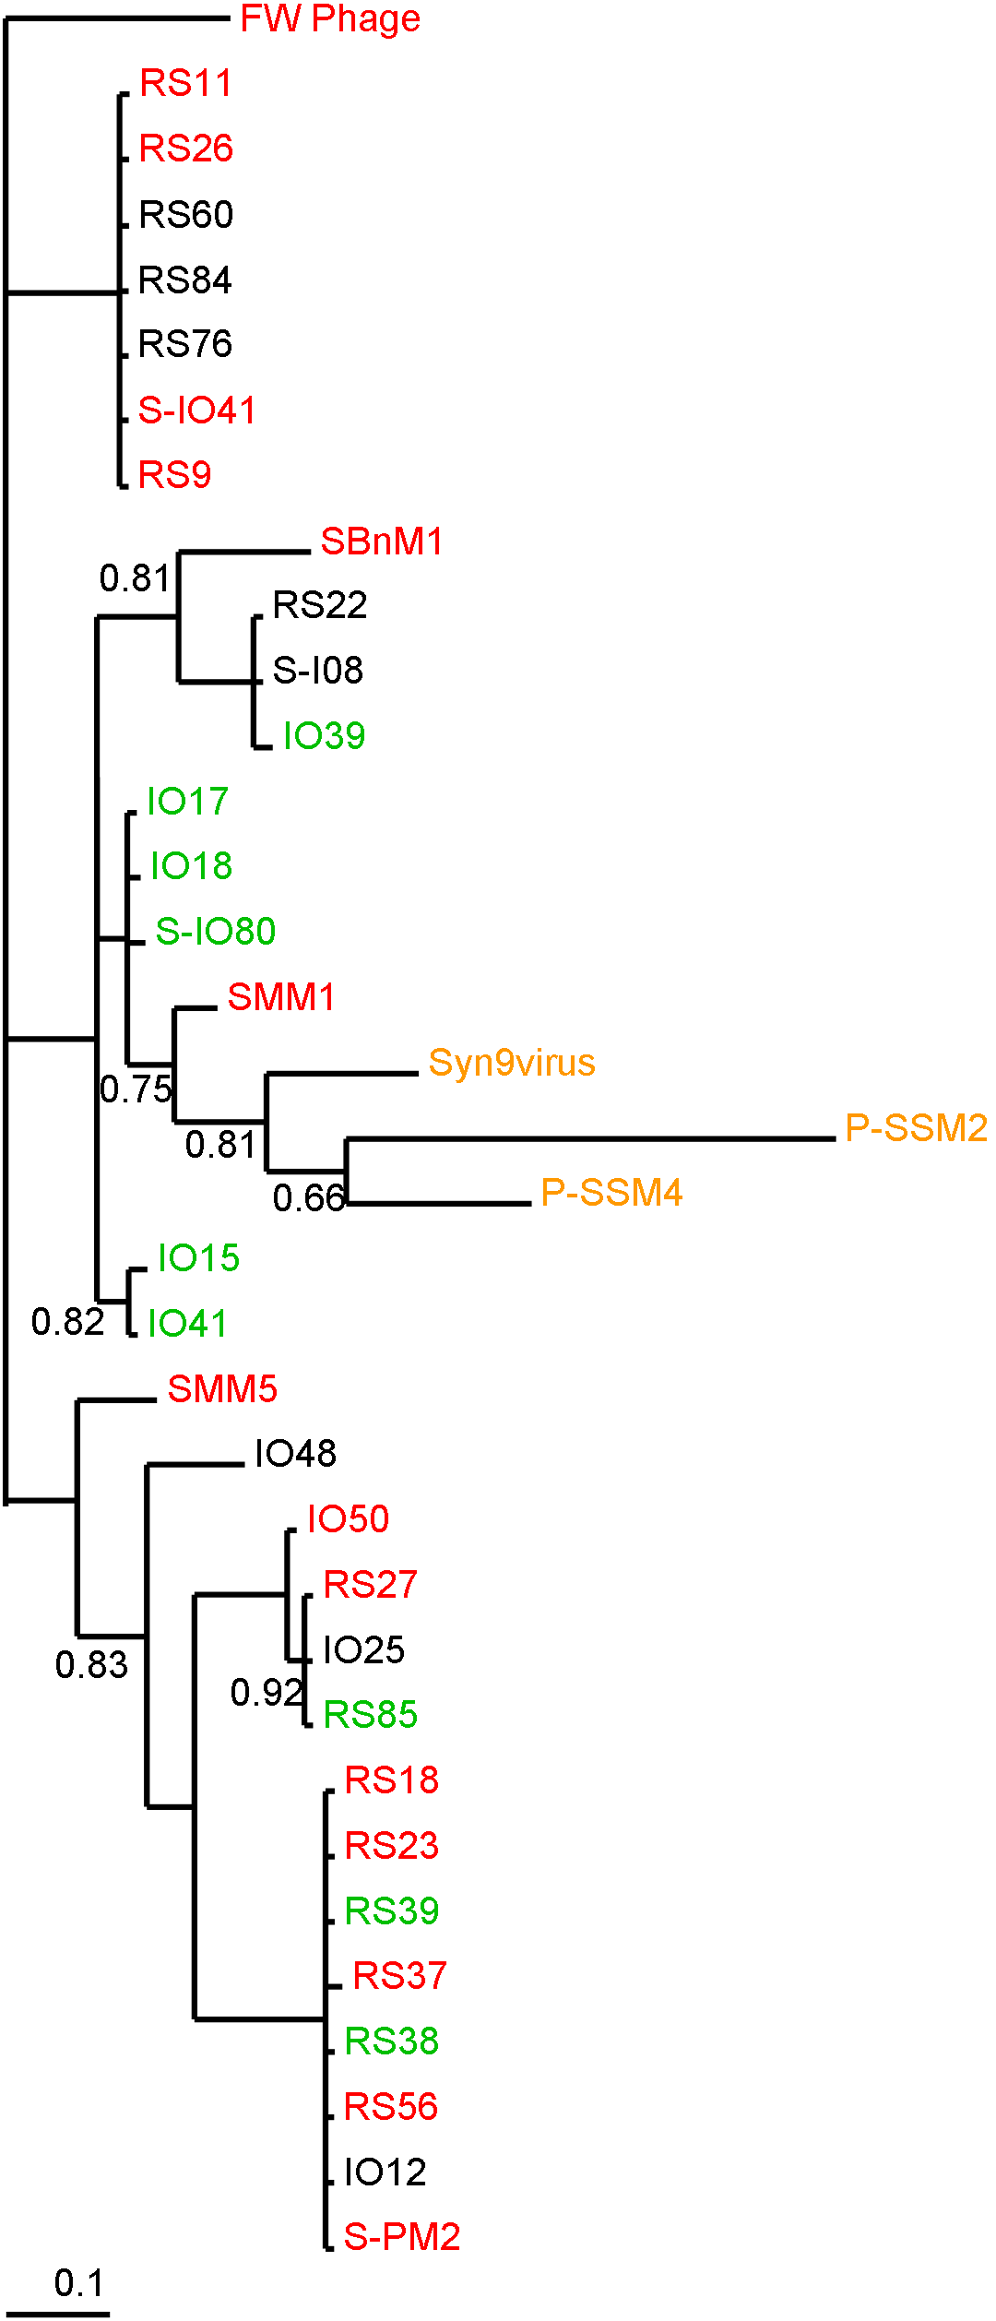 FW Phage
RS11
RS26
RS60
RS84
RS76
S-IO41
RS9
SBnM1
0.81
RS22
S-I08
IO39
IO17
IO18
S-IO80
SMM1
Syn9virus
0.75
P-SSM2
0.81
P-SSM4
0.66
IO15
0.82
IO41
SMM5
IO48
IO50
RS27
IO25
0.83
0.92
RS85
RS18
RS23
RS39
RS37
RS38
RS56
IO12
S-PM2
0.1